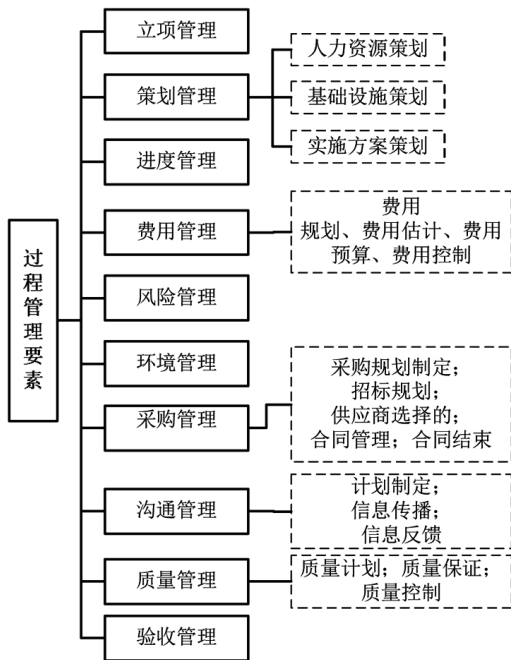 过程管理要素
立项管理
策划管理
人力资源策划
基础设施策划
实施方案策划
进度管理
费用管理
费用
规划、费用估计、费用
预算、费用控制
风险管理
环境管理
采购管理
采购规划制定;
招标规划;
供应商选择的;
合同管理; 合同结束
沟通管理
计划制定;
信息传播;
信息反馈
质量管理
质量计划; 质量保证;
质量控制
验收管理